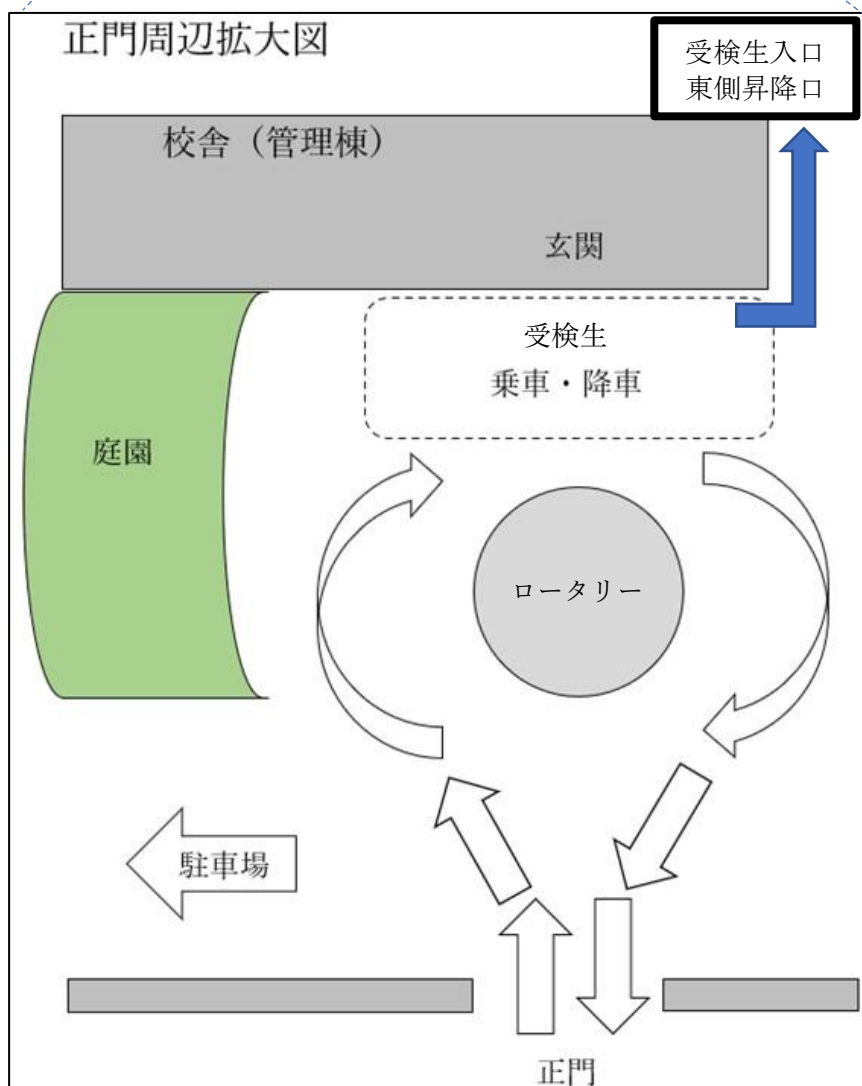 正門周辺拡大図
受検生入口
東側昇降口
校舎（管理棟）
玄関
受検生
乗車・降車
庭園
ロータリー
駐車場
正門